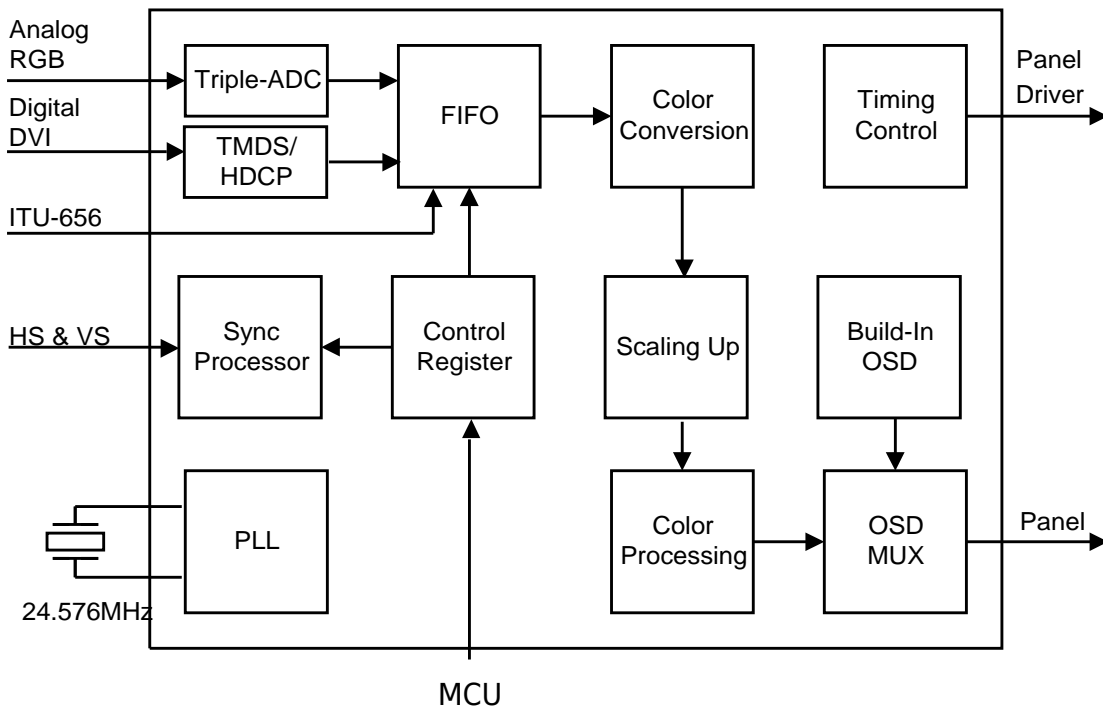 Analog
RGB
Triple-ADC
Digital
DVI
TMDS/
HDCP
FIFO
Color
Conversion
Timing
Control
Panel
Driver
ITU-656
HS & VS
Sync
Processor
Control
Register
Scaling Up
Build-In
OSD
PLL
24.576MHz
Color
Processing
OSD
MUX
Panel
MCU